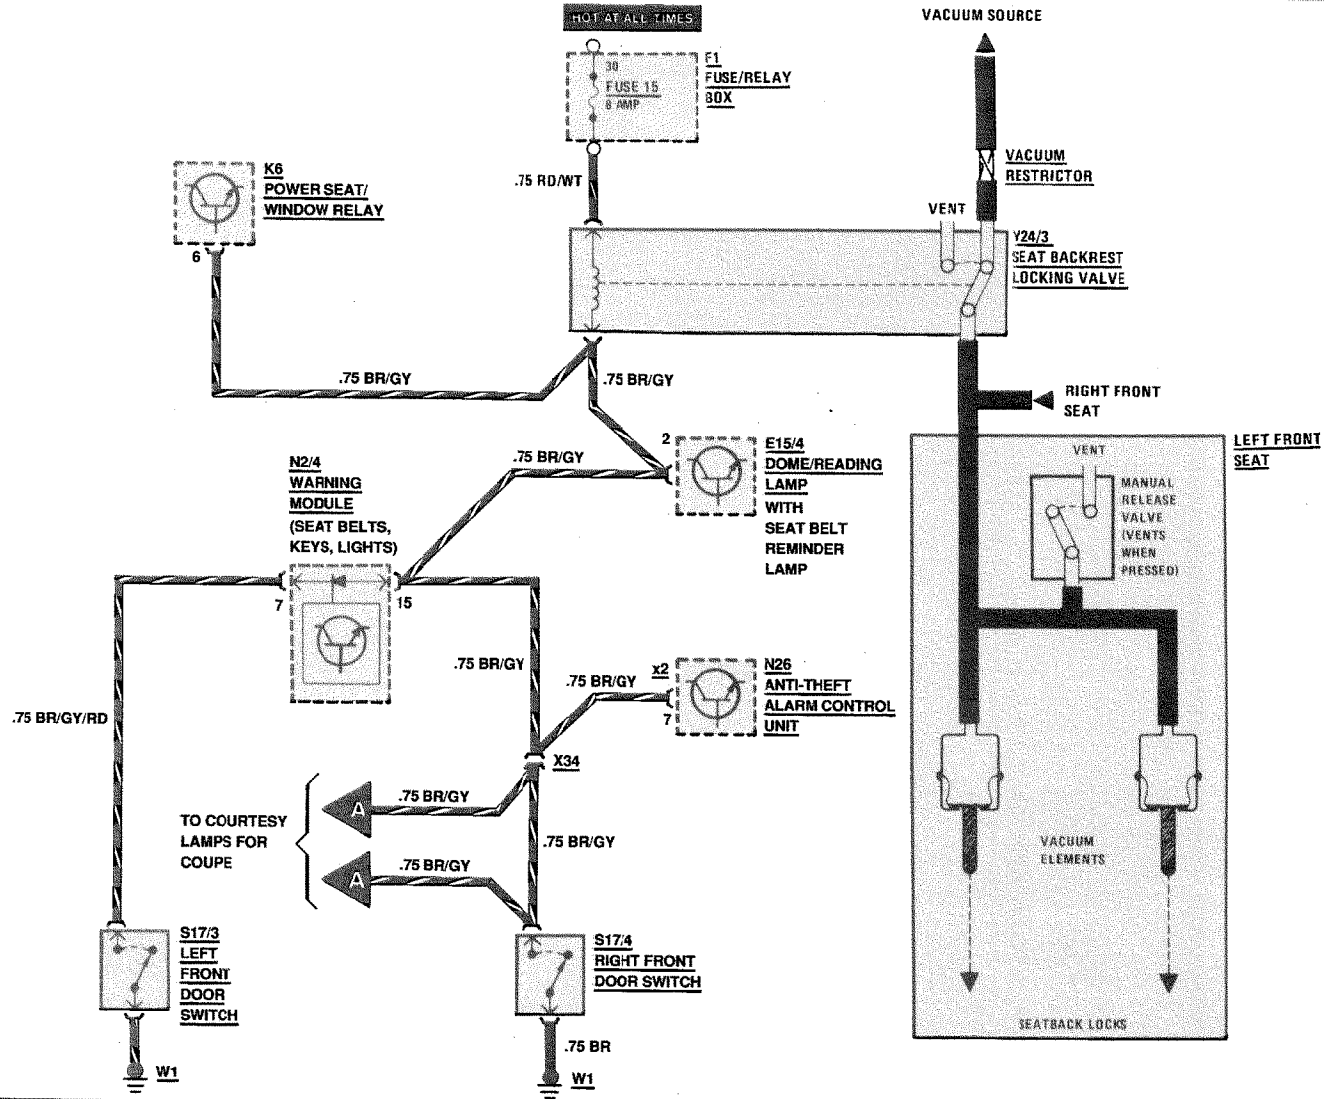 HOT AT ALL TIMES
VACUUM SOURCE
30
FUSE 15
8 AMP
F1
FUSE/RELAY
BOX
VACUUM
RESTRICTOR
K6
POWER SEAT/
WINDOW RELAY
.75 RD/WT
VENT
6
Y24/3
SEAT BACKREST
LOCKING VALVE
.75 BR/GY
.75 BR/GY
RIGHT FRONT
SEAT
2
E15/4
DOME/READING
LAMP
WITH
SEAT BELT
REMINDER
LAMP
LEFT FRONT
SEAT
.75 BR/GY
N2/4
WARNING
MODULE
(SEAT BELTS,
KEYS, LIGHTS)
VENT
MANUAL
RELEASE
VALVE
(VENTS
WHEN
PRESSED)
7
15
.75 BR/GY
.75 BR/GY
X2
7
N26
ANTI-THEFT
ALARM CONTROL
UNIT
.75 BR/GY/RD
X34
A
.75 BR/GY
TO COURTESY
LAMPS FOR
COUPE
.75 BR/GY
A
.75 BR/GY
VACUUM
ELEMENTS
S17/3
LEFT
FRONT
DOOR
SWITCH
S17/4
RIGHT FRONT
DOOR SWITCH
SEATBACK LOCKS
.75 BR
W1
W1